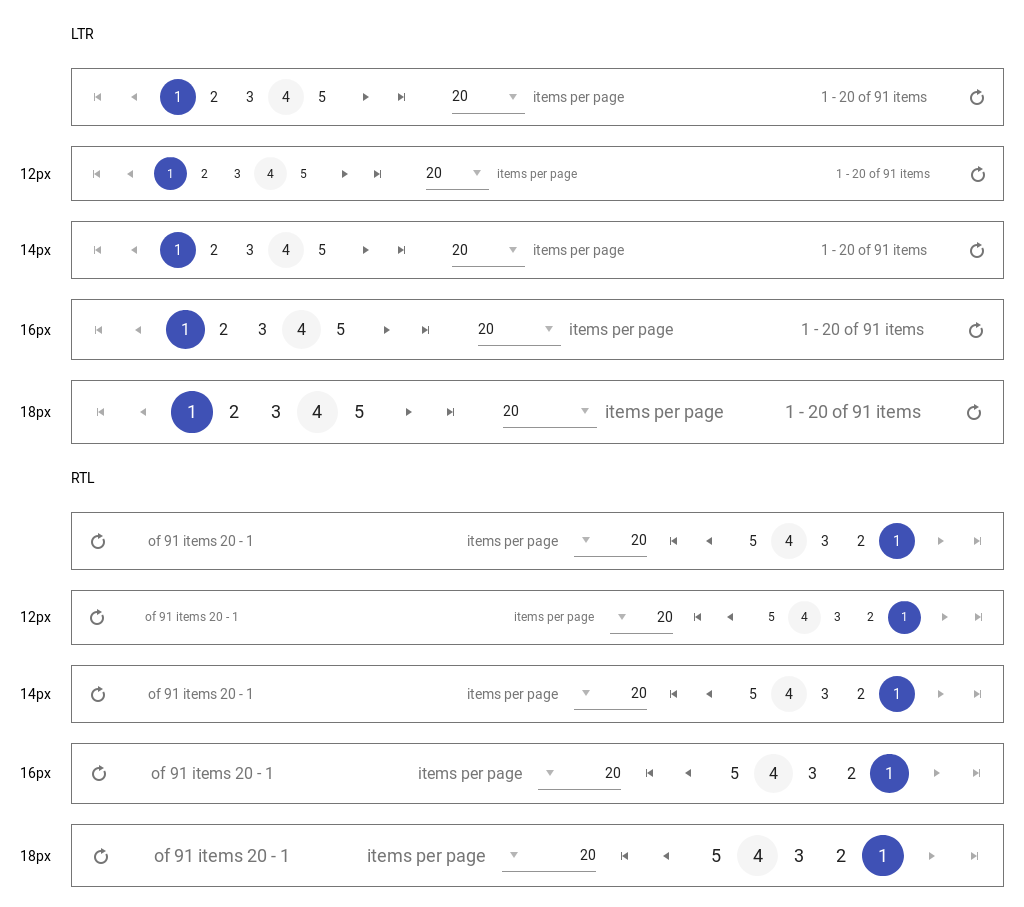 LTR
1 2 3 4 5 20 items per page 1 - 20 of 91 items
12px 1 2 3 4 5 20 items per page 1 - 20 of 91 items
14px 1 2 3 4 5 20 items per page 1 - 20 of 91 items
16px 1 2 3 4 5 20 items per page 1 - 20 of 91 items
18px 1 2 3 4 5 20 items per page 1 - 20 of 91 items
RTL
of 91 items 20 - 1 items per page 20 5 4 3 2 1
12px of 91 items 20 - 1 items per page 20 5 4 3 2 1
14px of 91 items 20 - 1 items per page 20 5 4 3 2 1
16px of 91 items 20 - 1 items per page 20 5 4 3 2 1
18px of 91 items 20 - 1 items per page 20 5 4 3 2 1